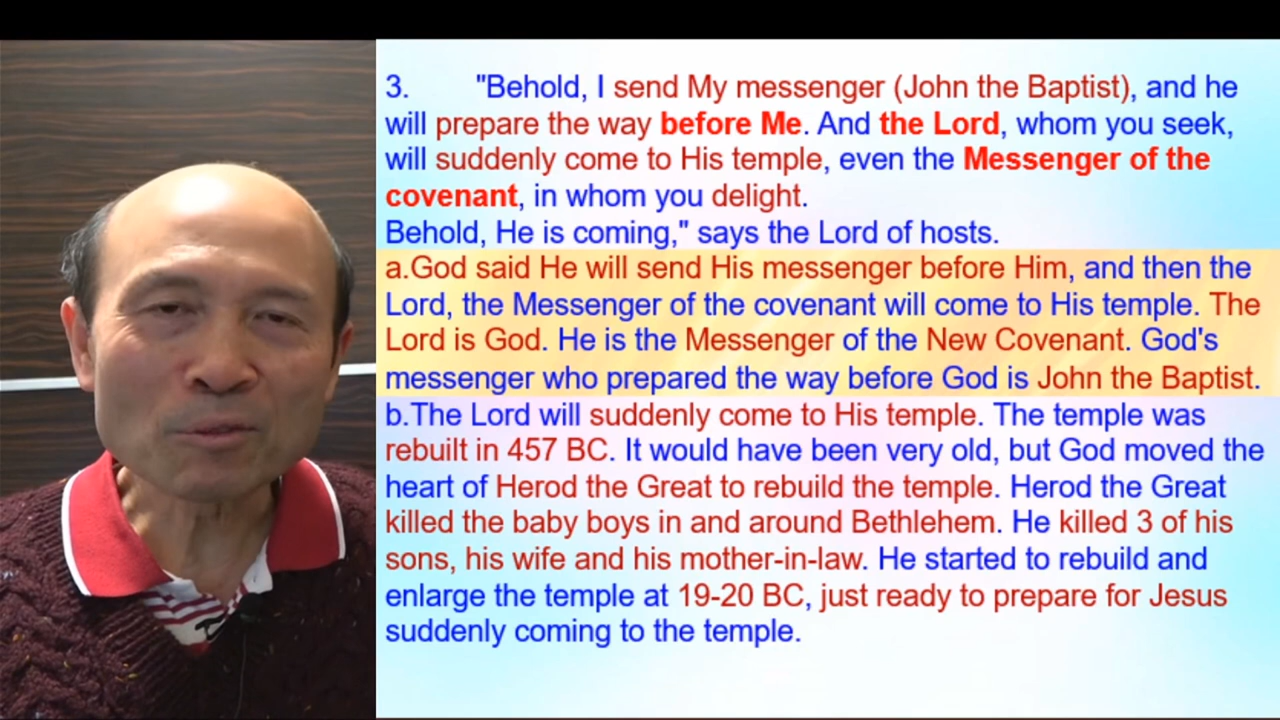 3. "Behold, I send My messenger (John the Baptist), and he
will prepare the way before Me. And the Lord, whom you seek,
will suddenly come to His temple, even the Messenger of the
covenant, in whom you delight.
Behold, He is coming," says the Lord of hosts.
a.God said He will send His messenger before Him, and then the
Lord, the Messenger of the covenant will come to His temple. The
Lord is God. He is the Messenger of the New Covenant. God's
messenger who prepared the way before God is John the Baptist.
b.The Lord will suddenly come to His temple. The temple was
rebuilt in 457 BC. It would have been very old, but God moved the
heart of Herod the Great to rebuild the temple. Herod the Great
killed the baby boys in and around Bethlehem. He killed 3 of his
sons, his wife and his mother-in-law. He started to rebuild and
enlarge the temple at 19-20 BC, just ready to prepare for Jesus
suddenly coming to the temple.